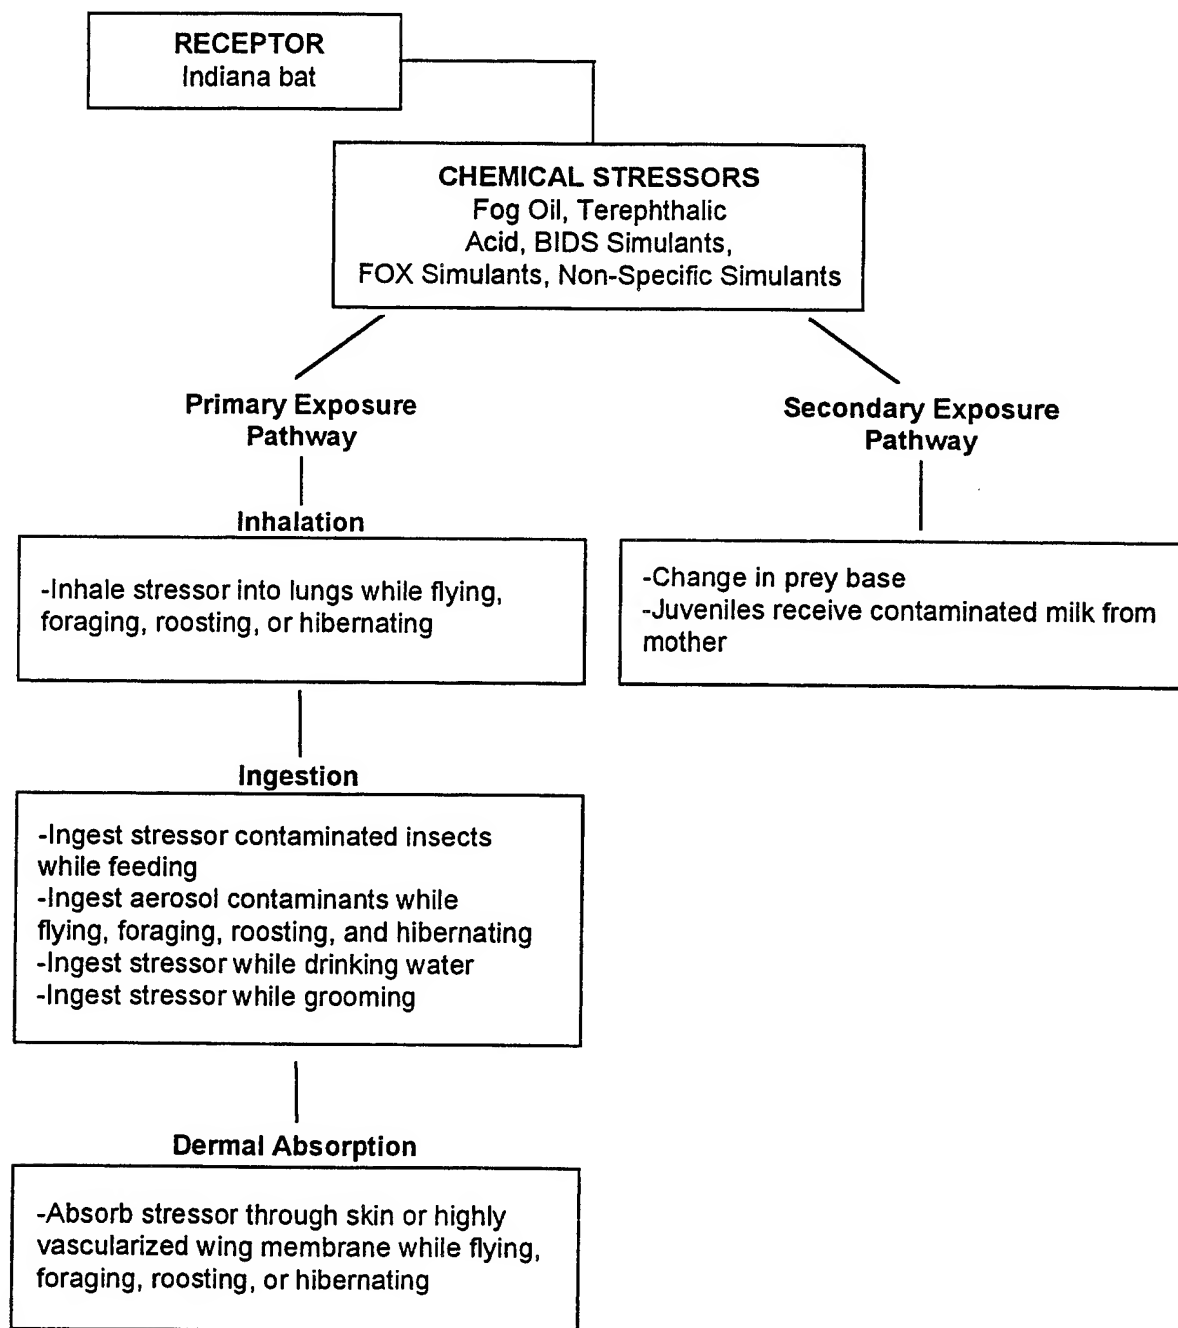 RECEPTOR
Indiana bat
CHEMICAL STRESSORS
Fog Oil, Terephthalic
Acid, BIDS Simulants,
FOX Simulants, Non-Specific Simulants
Primary Exposure
Pathway
Secondary Exposure
Pathway
Inhalation
-Inhale stressor into lungs while flying,
foraging, roosting, or hibernating
-Change in prey base
-Juveniles receive contaminated milk from
mother
Ingestion
-Ingest stressor contaminated insects
while feeding
-Ingest aerosol contaminants while
flying, foraging, roosting, and hibernating
-Ingest stressor while drinking water
-Ingest stressor while grooming
Dermal Absorption
-Absorb stressor through skin or highly
vascularized wing membrane while flying,
foraging, roosting, or hibernating